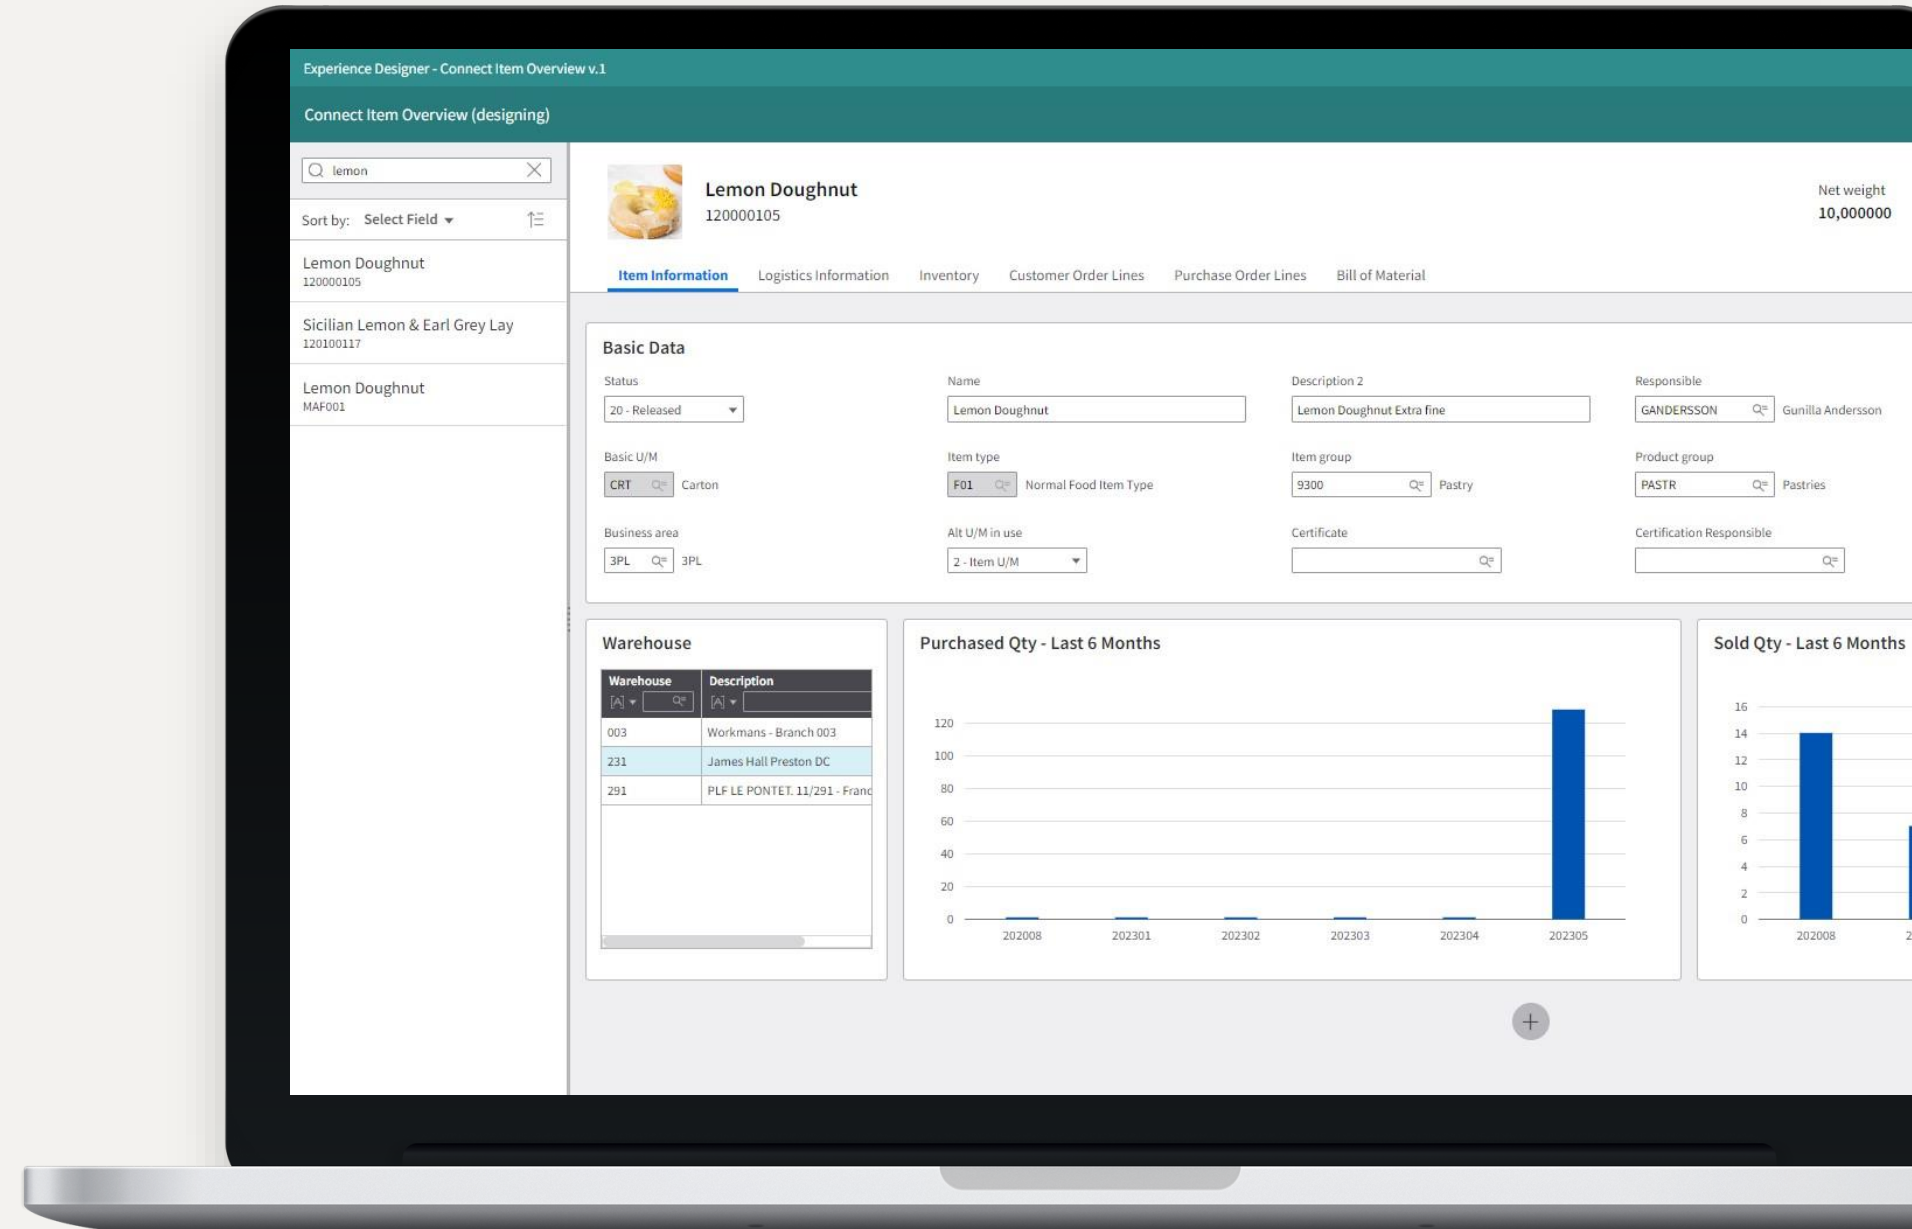 Experience Designer - Connect Item Overview v.1
Connect Item Overview (designing)
lemon
Sort by: Select Field
Lemon Doughnut
120000105
Sicilian Lemon & Earl Grey Lay
120100117
Lemon Doughnut
MAF001
Lemon Doughnut
120000105
Net weight
10,000000
Item Information Logistics Information Inventory Customer Order Lines Purchase Order Lines Bill of Material
Basic Data
Status Name Description 2 Responsible
20 - Released Lemon Doughnut Lemon Doughnut Extra fine GANDERSSON Gunilla Andersson
Basic U/M Item type Item group Product group
CRT Carton F01 Normal Food Item Type 9300 Pastry PASTR Pastries
Business area Alt U/M in use Certificate Certification Responsible
3PL 3PL 2 - Item U/M
Warehouse
Warehouse Description
[A] [A]
003 Workmans - Branch 003
231 James Hall Preston DC
291 PLF LE PONTET. 11/291 - Franc
Purchased Qty - Last 6 Months
120
100
80
60
40
20
0
202008 202301 202302 202303 202304 202305
Sold Qty - Last 6 Months
16
14
12
10
8
6
4
2
0
202008 2